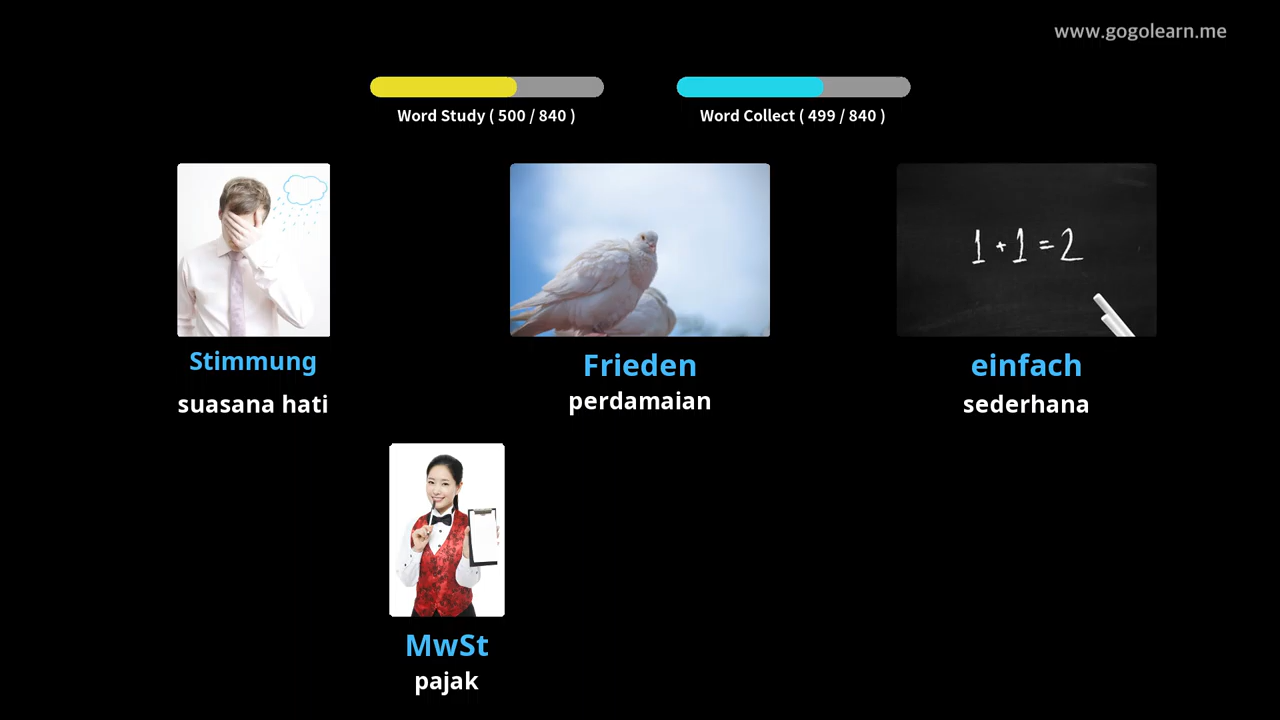 www.gogolearn.me
Word Study ( 500 / 840 )
Word Collect ( 499 / 840 )
1 + 1 = 2
Stimmung
suasana hati
Frieden
perdamaian
einfach
sederhana
MwSt
pajak